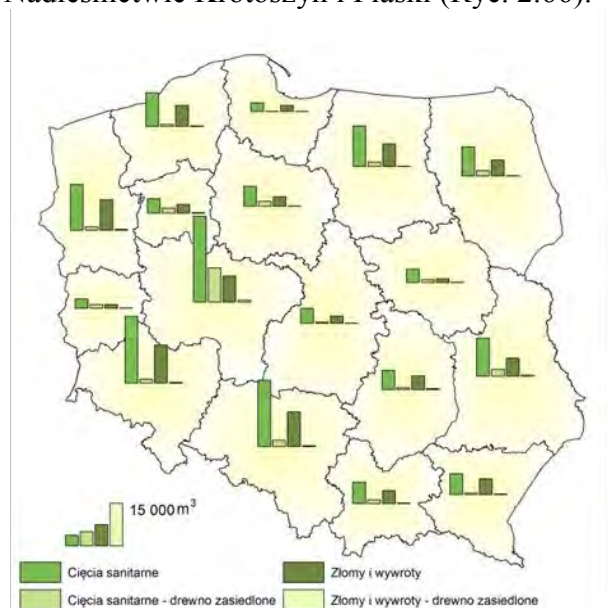 Nadleśnictwie Krotoszyn i Piaski (Ryc. 2.66).
15 000 m³
Cięcia sanitarne
Złomy i wywroty
Cięcia sanitarne - drewno zasiedlone
Złomy i wywroty - drewno zasiedlone